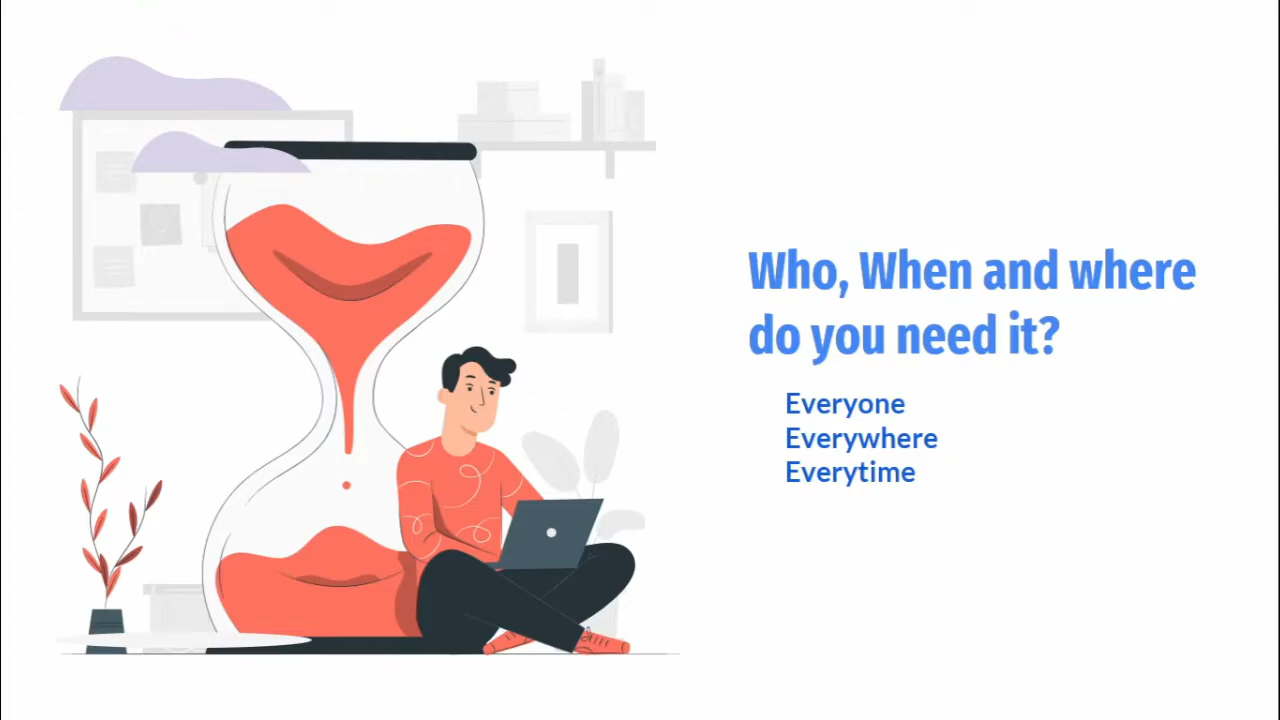 Who, When and where
do you need it?
Everyone
Everywhere
Everytime